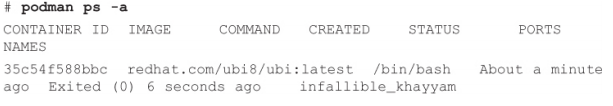 # podman ps -a
CONTAINER ID  IMAGE      COMMAND    CREATED     STATUS       PORTS
NAMES
35c54f588bbc  redhat.com/ubi8/ubi:latest  /bin/bash   About a minute
ago  Exited (0) 6 seconds ago     infallible_khayyam